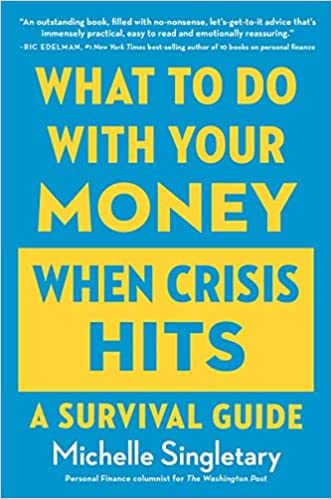 "An outstanding book, filled with no-nonsense, let's-get-to-it advice that's
immensely practical, easy to read and emotionally reassuring."
-RIC EDELMAN, #1 New York Times best-selling author of 10 books on personal finance
WHAT TO DO
WITH YOUR
MONEY
WHEN CRISIS
HITS
A SURVIVAL GUIDE
Michelle Singletary
Personal Finance columnist for The Washington Post